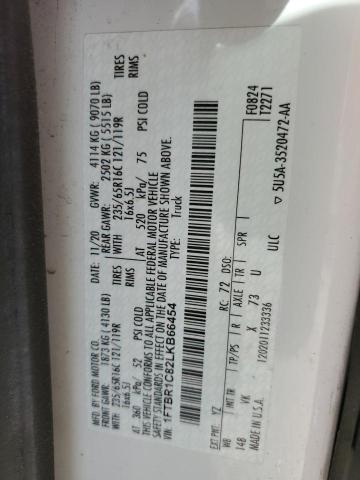 MFD. BY FORD MOTOR CO.
DATE: 11/20 GVWR: 4114 KG ( 9070 LB)
FRONT GAWR: 1873 KG ( 4130 LB) REAR GAWR: 2502 KG ( 5515 LB)
WITH 235/65R16C 121/119R TIRES WITH 235/65R16C 121/119R TIRES
16x6.5J RIMS 16x6.5J RIMS
AT 360 kPa/ 52 PSI COLD AT 520 kPa/ 75 PSI COLD
THIS VEHICLE CONFORMS TO ALL APPLICABLE FEDERAL MOTOR VEHICLE
SAFETY STANDARDS IN EFFECT ON THE DATE OF MANUFACTURE SHOWN ABOVE.
VIN: 1FTBR1C82LKB66454 TYPE: Truck
F0824
T2271
EXT PNT: YZ RC: 72 DSO:
WB INT TR TP/PS R AXLE TR SPR
148 VK X 73 U ULC
MADE IN U.S.A. 1202011233336 ▽ 5U5A-3520472-AA